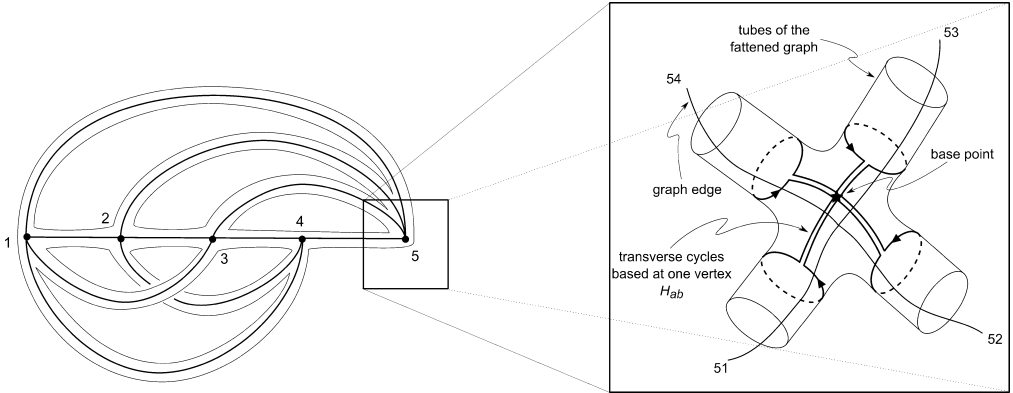 1
2
3
4
5
tubes of the
fattened graph
53
54
base point
graph edge
transverse cycles
based at one vertex
Hab
52
51